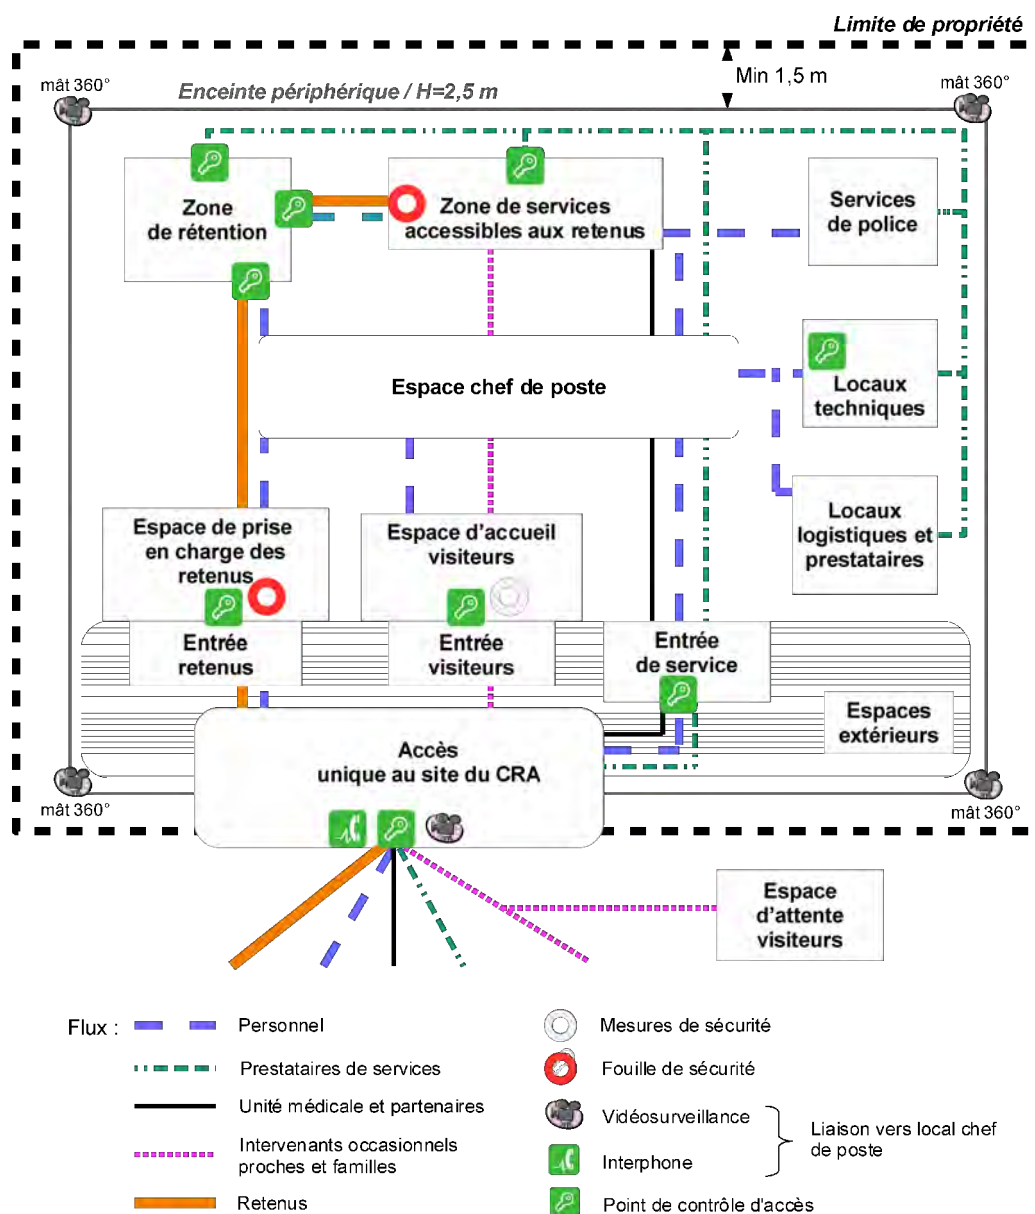 Limite de propriété
mât 360°
Enceinte périphérique / H=2,5 m
Min 1,5 m
mât 360°
Zone
de rétention
Zone de services
accessibles aux retenus
Services
de police
Espace chef de poste
Locaux
techniques
Espace de prise
en charge des
retenus
Espace d'accueil
visiteurs
Locaux
logistiques et
prestataires
Entrée
retenus
Entrée
visiteurs
Entrée
de service
Espaces
extérieurs
Accès
unique au site du CRA
mât 360°
mât 360°
Espace
d'attente
visiteurs
Flux :
Personnel
Prestataires de services
Unité médicale et partenaires
Intervenants occasionnels
proches et familles
Retenus
Mesures de sécurité
Fouille de sécurité
Vidéosurveillance
Interphone
Liaison vers local chef
de poste
Point de contrôle d'accès